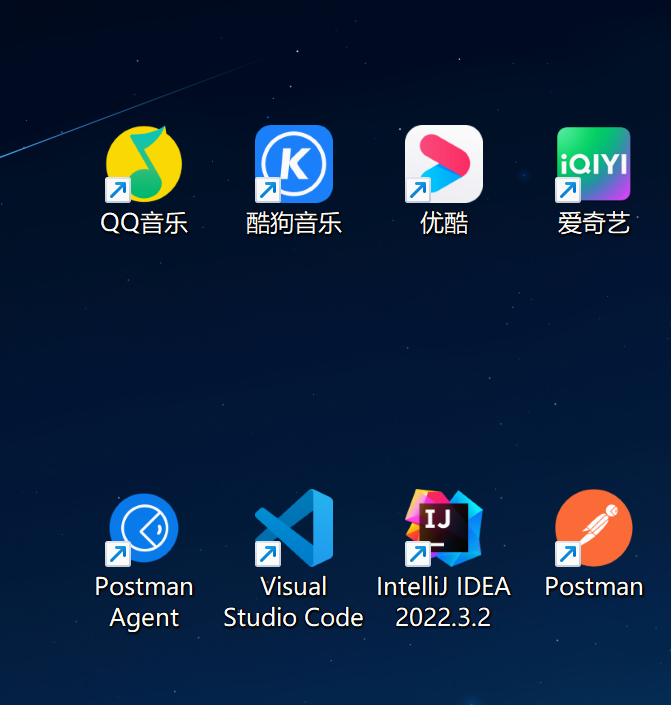 iQIYI
QQ音乐
酷狗音乐
优酷
爱奇艺
IJ
Postman
Agent
Visual
Studio Code
IntelliJ IDEA
2022.3.2
Postman